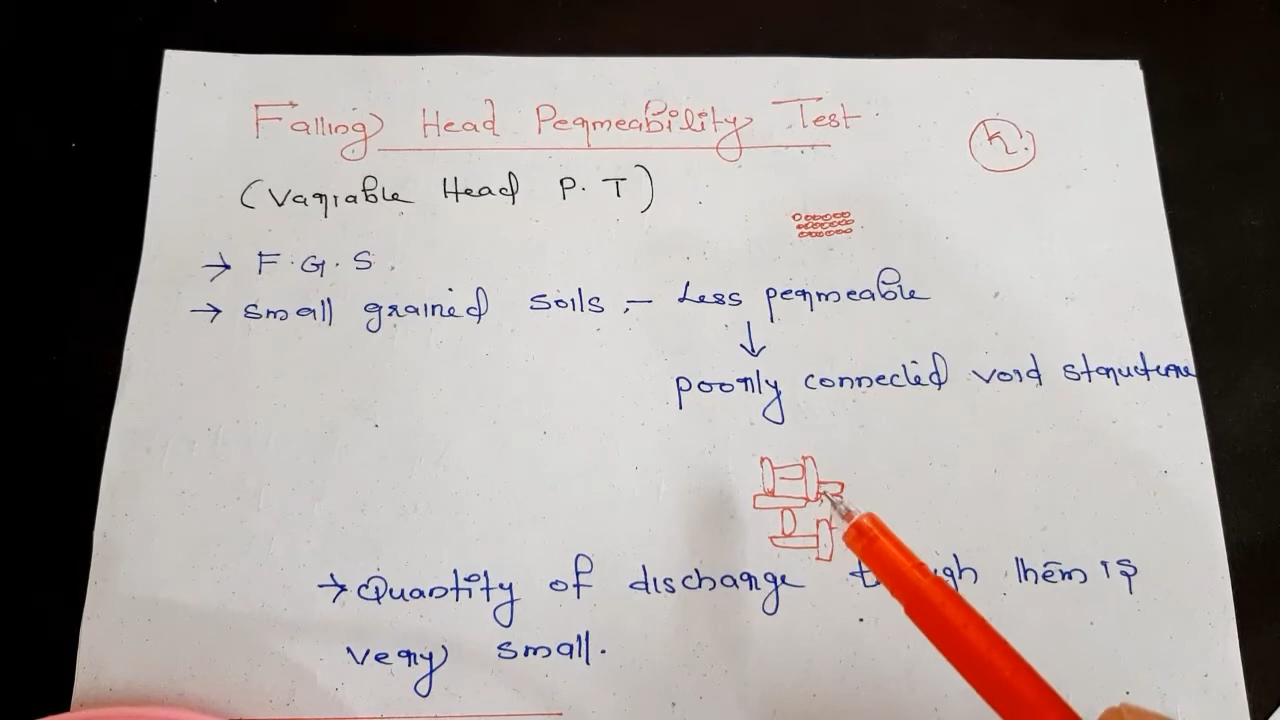 Falling Head Permeability Test
k.
(Variable Head P. T)
→ F.G.S.
→ small grained soils, – Less permeable
↓
poorly connected void structure
→ Quantity of discharge through them is
very small.